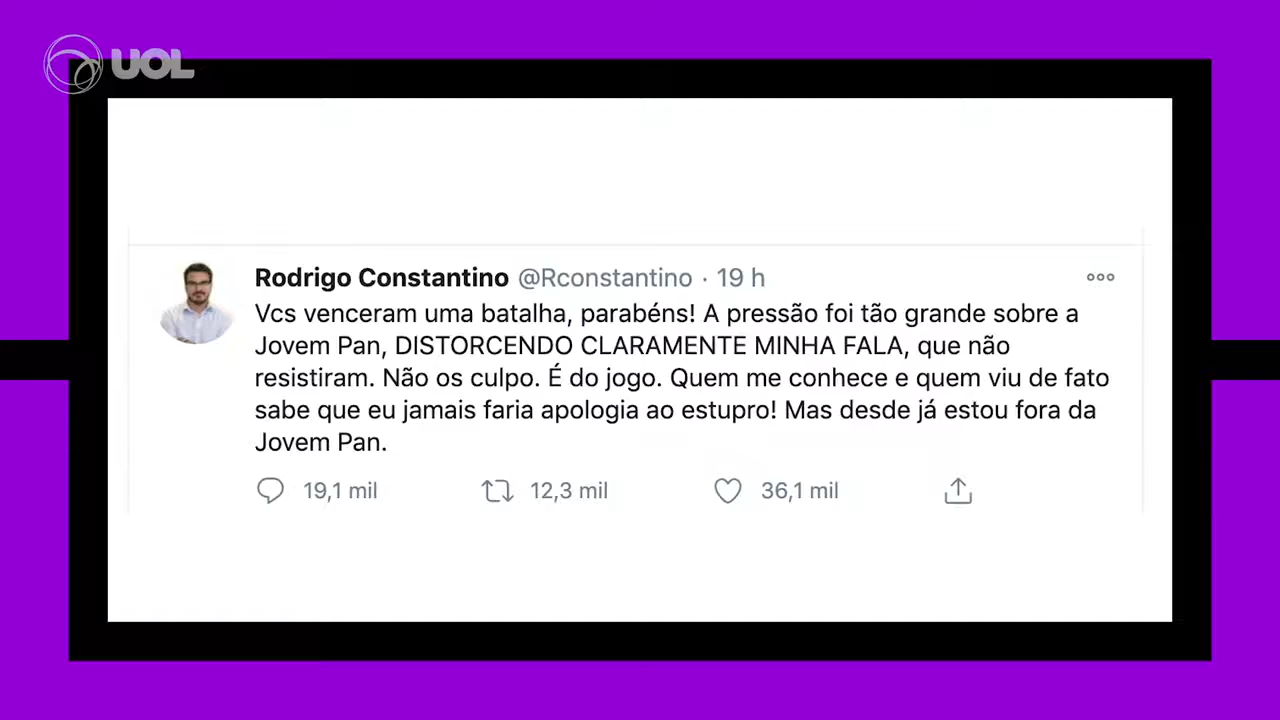 UOL
Rodrigo Constantino @Rconstantino · 19 h
Vcs venceram uma batalha, parabéns! A pressão foi tão grande sobre a
Jovem Pan, DISTORCENDO CLARAMENTE MINHA FALA, que não
resistiram. Não os culpo. É do jogo. Quem me conhece e quem viu de fato
sabe que eu jamais faria apologia ao estupro! Mas desde já estou fora da
Jovem Pan.
19,1 mil 12,3 mil 36,1 mil